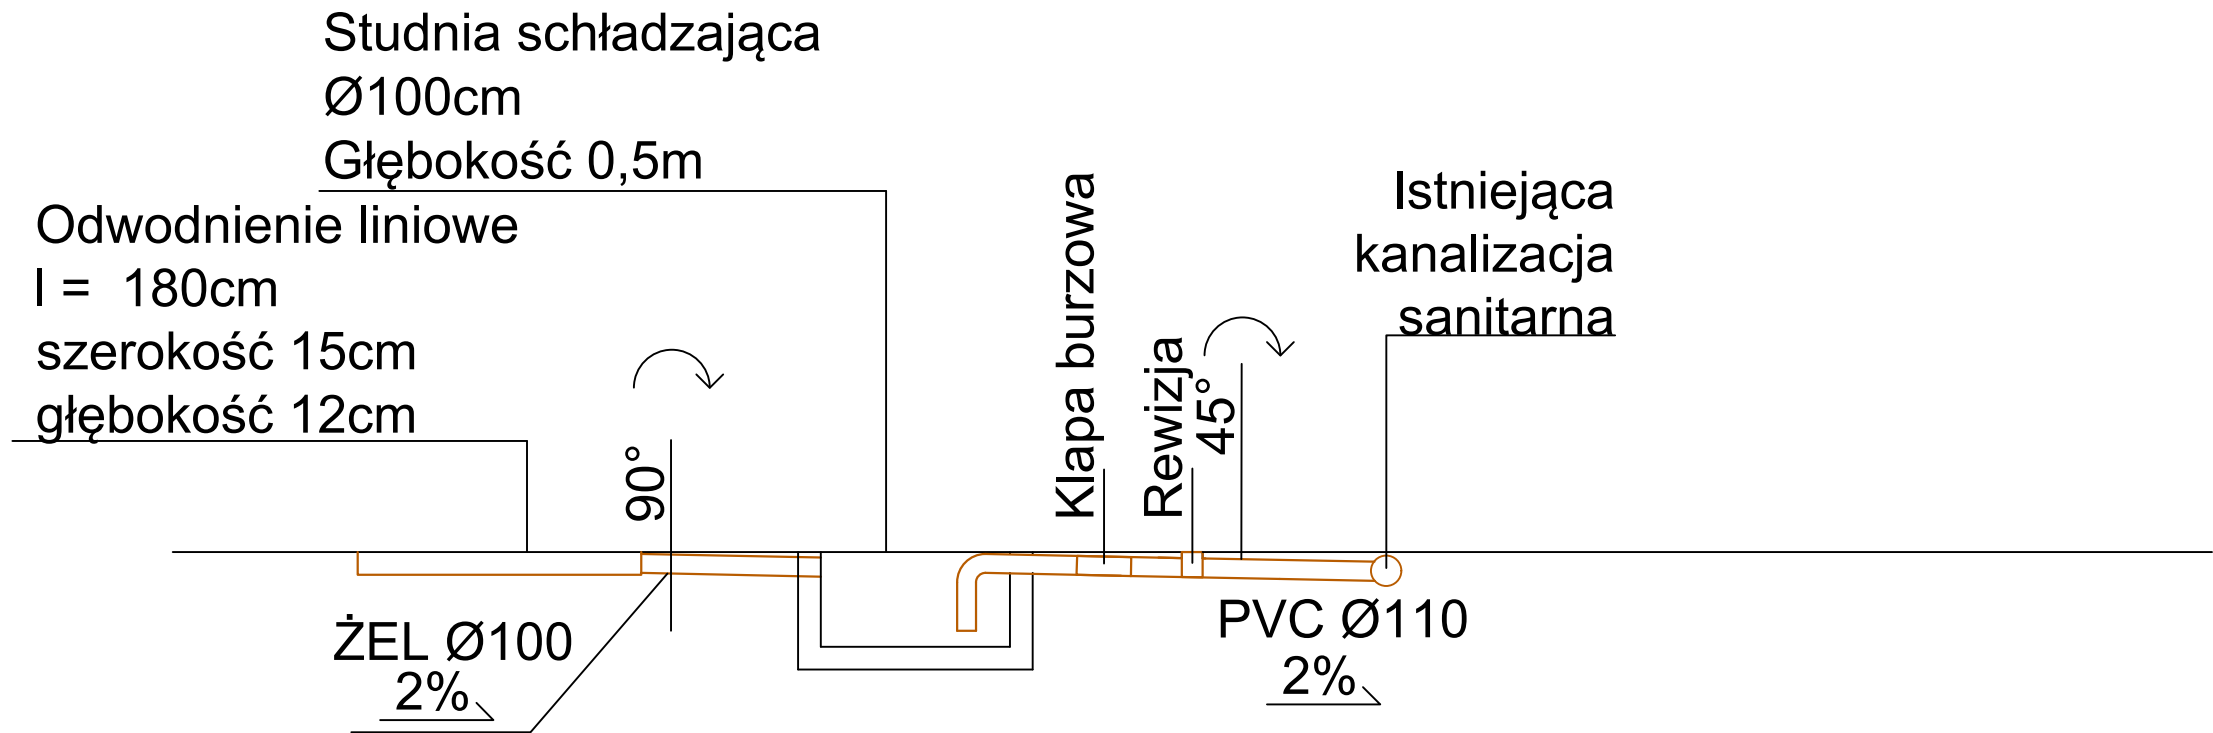 Studnia schładzająca
Ø100cm
Głębokość 0,5m
Odwodnienie liniowe
l = 180cm
szerokość 15cm
głębokość 12cm
90°
Klapa burzowa
Rewizja
45°
Istniejąca
kanalizacja
sanitarna
ŻEL Ø100
2%
PVC Ø110
2%